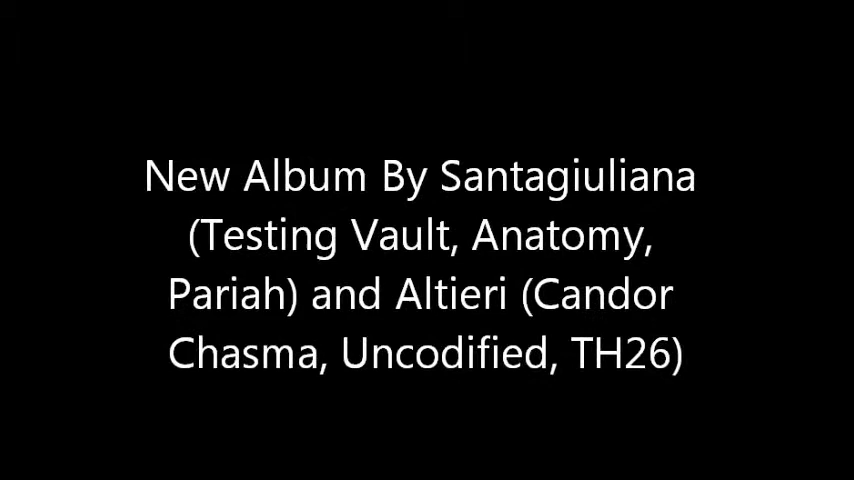 New Album By Santagiuliana
(Testing Vault, Anatomy,
Pariah) and Altieri (Candor
Chasma, Uncodified, TH26)